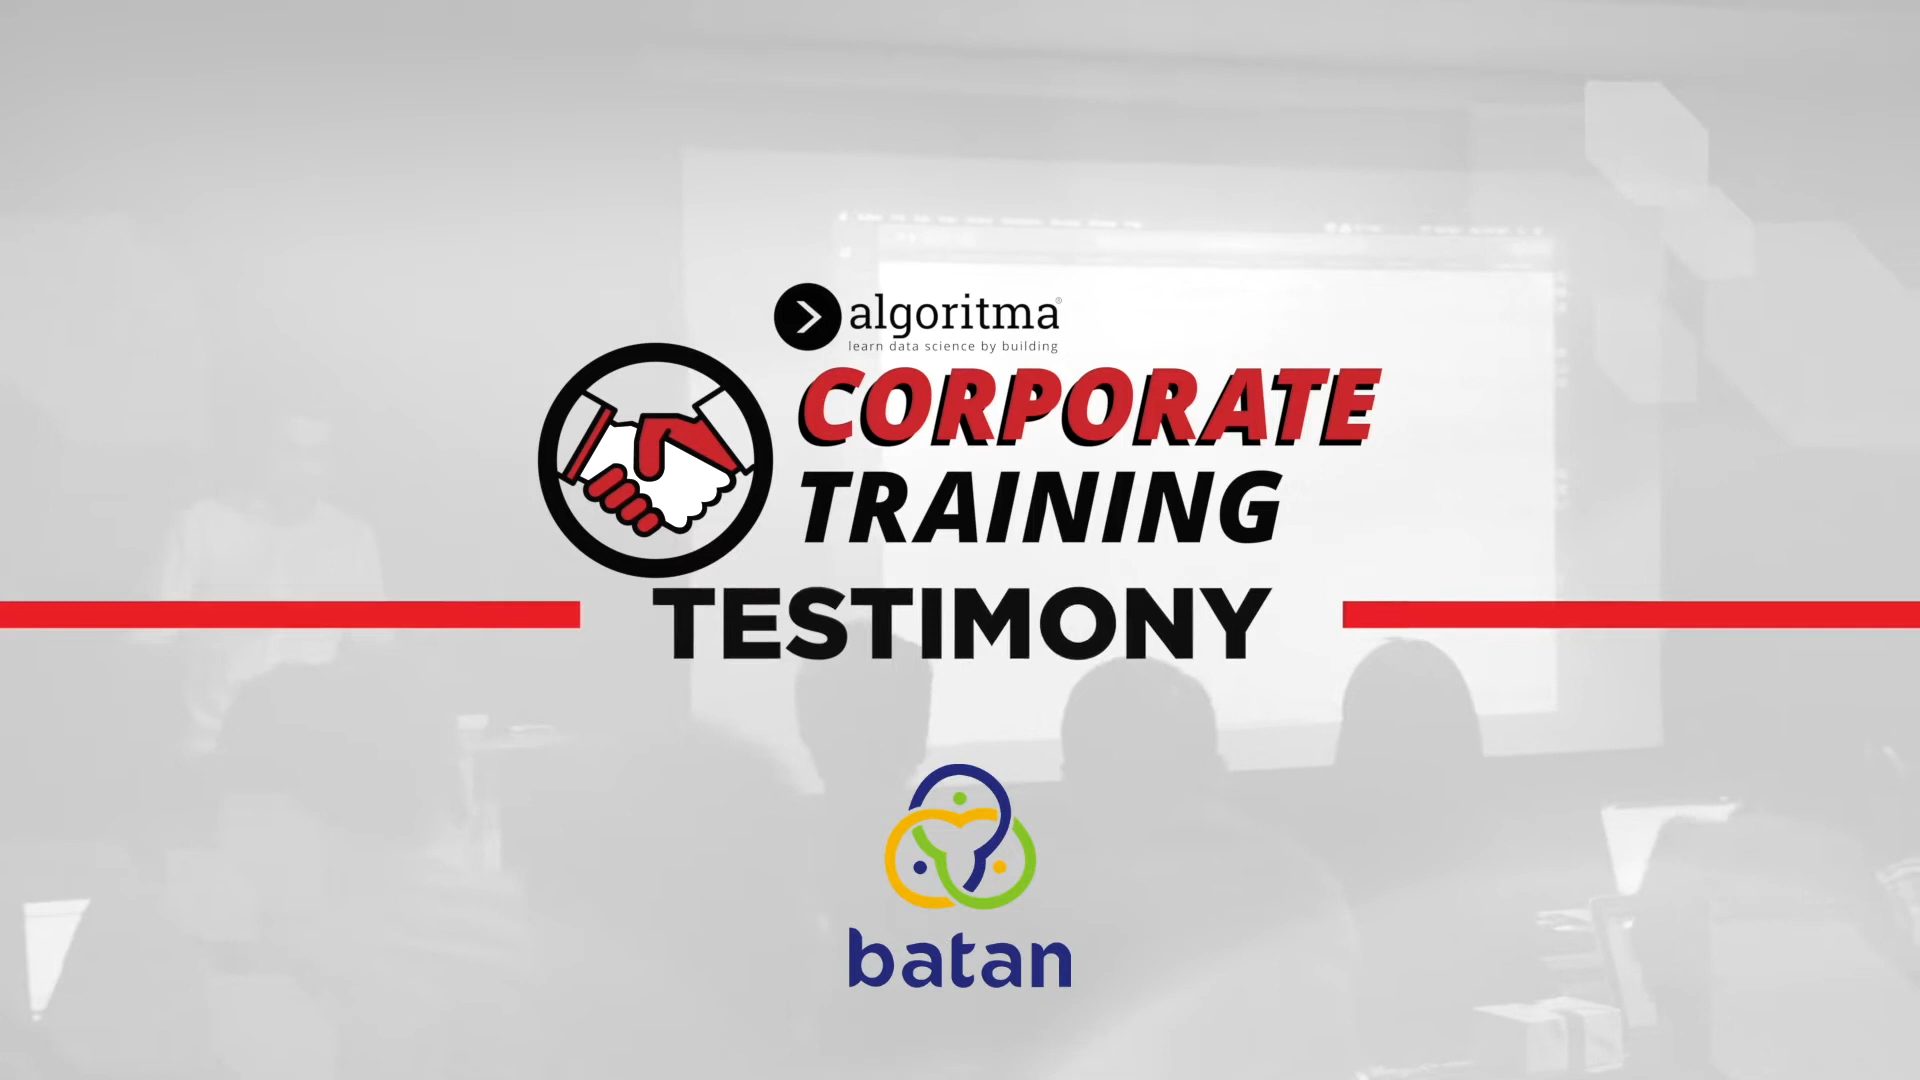 algoritma®
learn data science by building
CORPORATE
TRAINING
TESTIMONY
batan